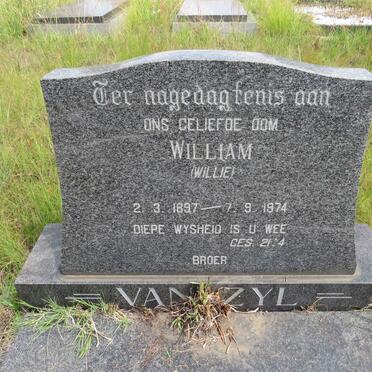 Ter nagedagtenis aan
ONS GELIEFDE OOM
WILLIAM
(WILLIE)
2. 3. 1897 — 7. 9. 1974
DIEPE WYSHEID IS U WEE
GES. 21:4
BROER
VAN ZYL